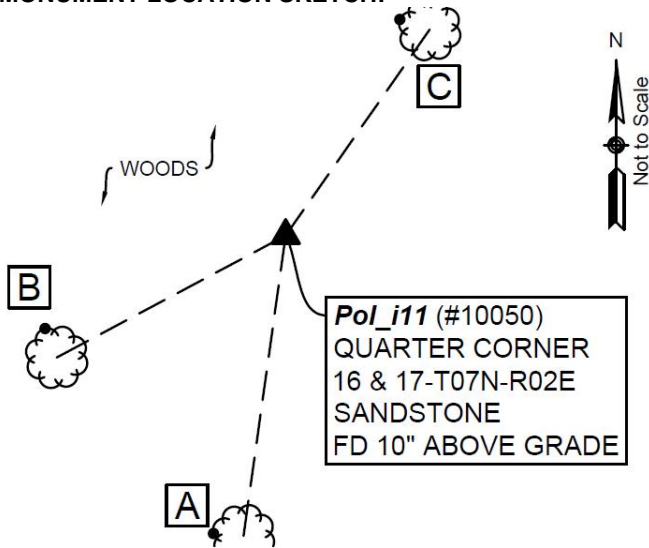 MONUMENT LOCATION SKETCH:
C
N
Not to Scale
WOODS
B
Pol_i11 (#10050)
QUARTER CORNER
16 & 17-T07N-R02E
SANDSTONE
FD 10" ABOVE GRADE
A